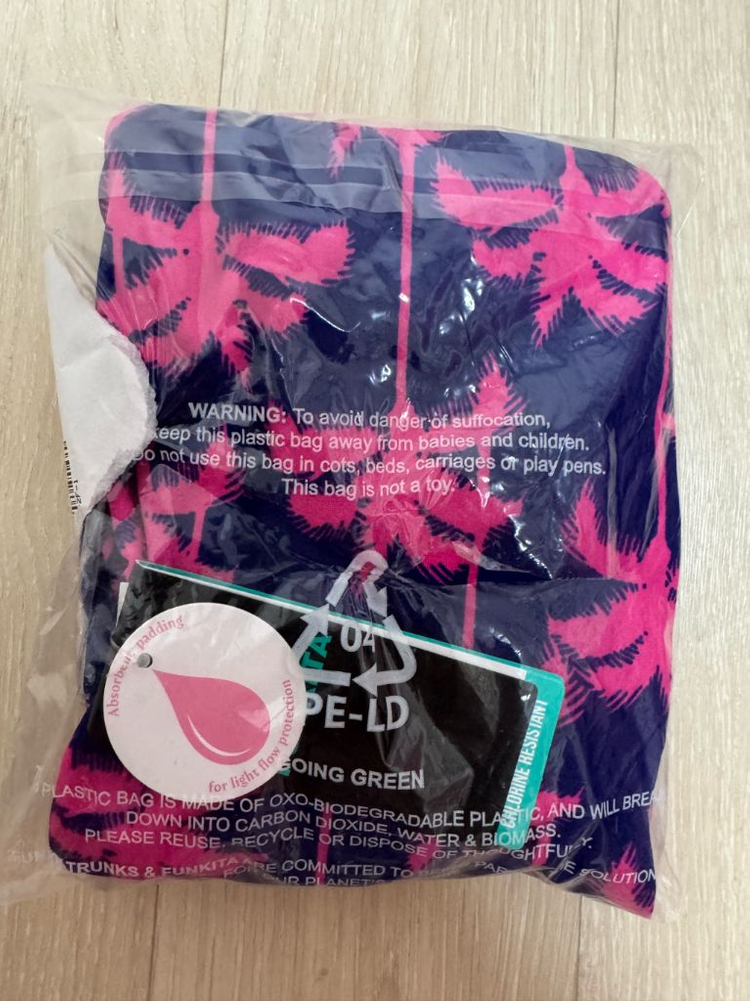 WARNING: To avoid danger of suffocation,
keep this plastic bag away from babies and children.
Do not use this bag in cots, beds, carriages or play pens.
This bag is not a toy.
Absorbent padding
for light flow protection
04
PE-LD
CHLORINE RESISTANT
GOING GREEN
PLASTIC BAG IS MADE OF OXO-BIODEGRADABLE PLASTIC, AND WILL BREA
DOWN INTO CARBON DIOXIDE, WATER & BIOMASS.
PLEASE REUSE, RECYCLE OR DISPOSE OF THOUGHTFULLY.
TRUNKS & FUNKITA ARE COMMITTED TO
OUR PLANET'S